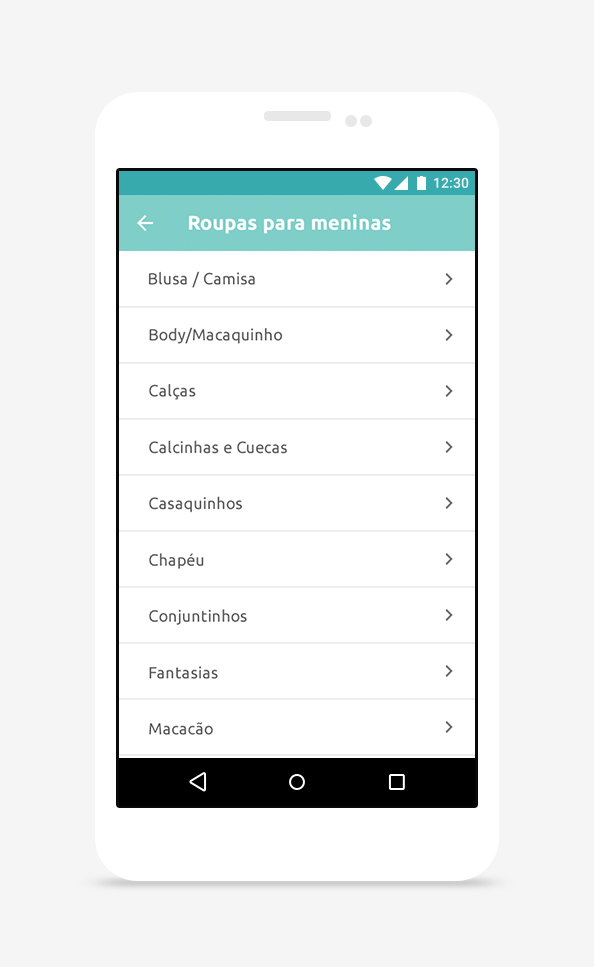 12:30
Roupas para meninas
Blusa / Camisa
Body/Macaquinho
Calças
Calcinhas e Cuecas
Casaquinhos
Chapéu
Conjuntinhos
Fantasias
Macacão